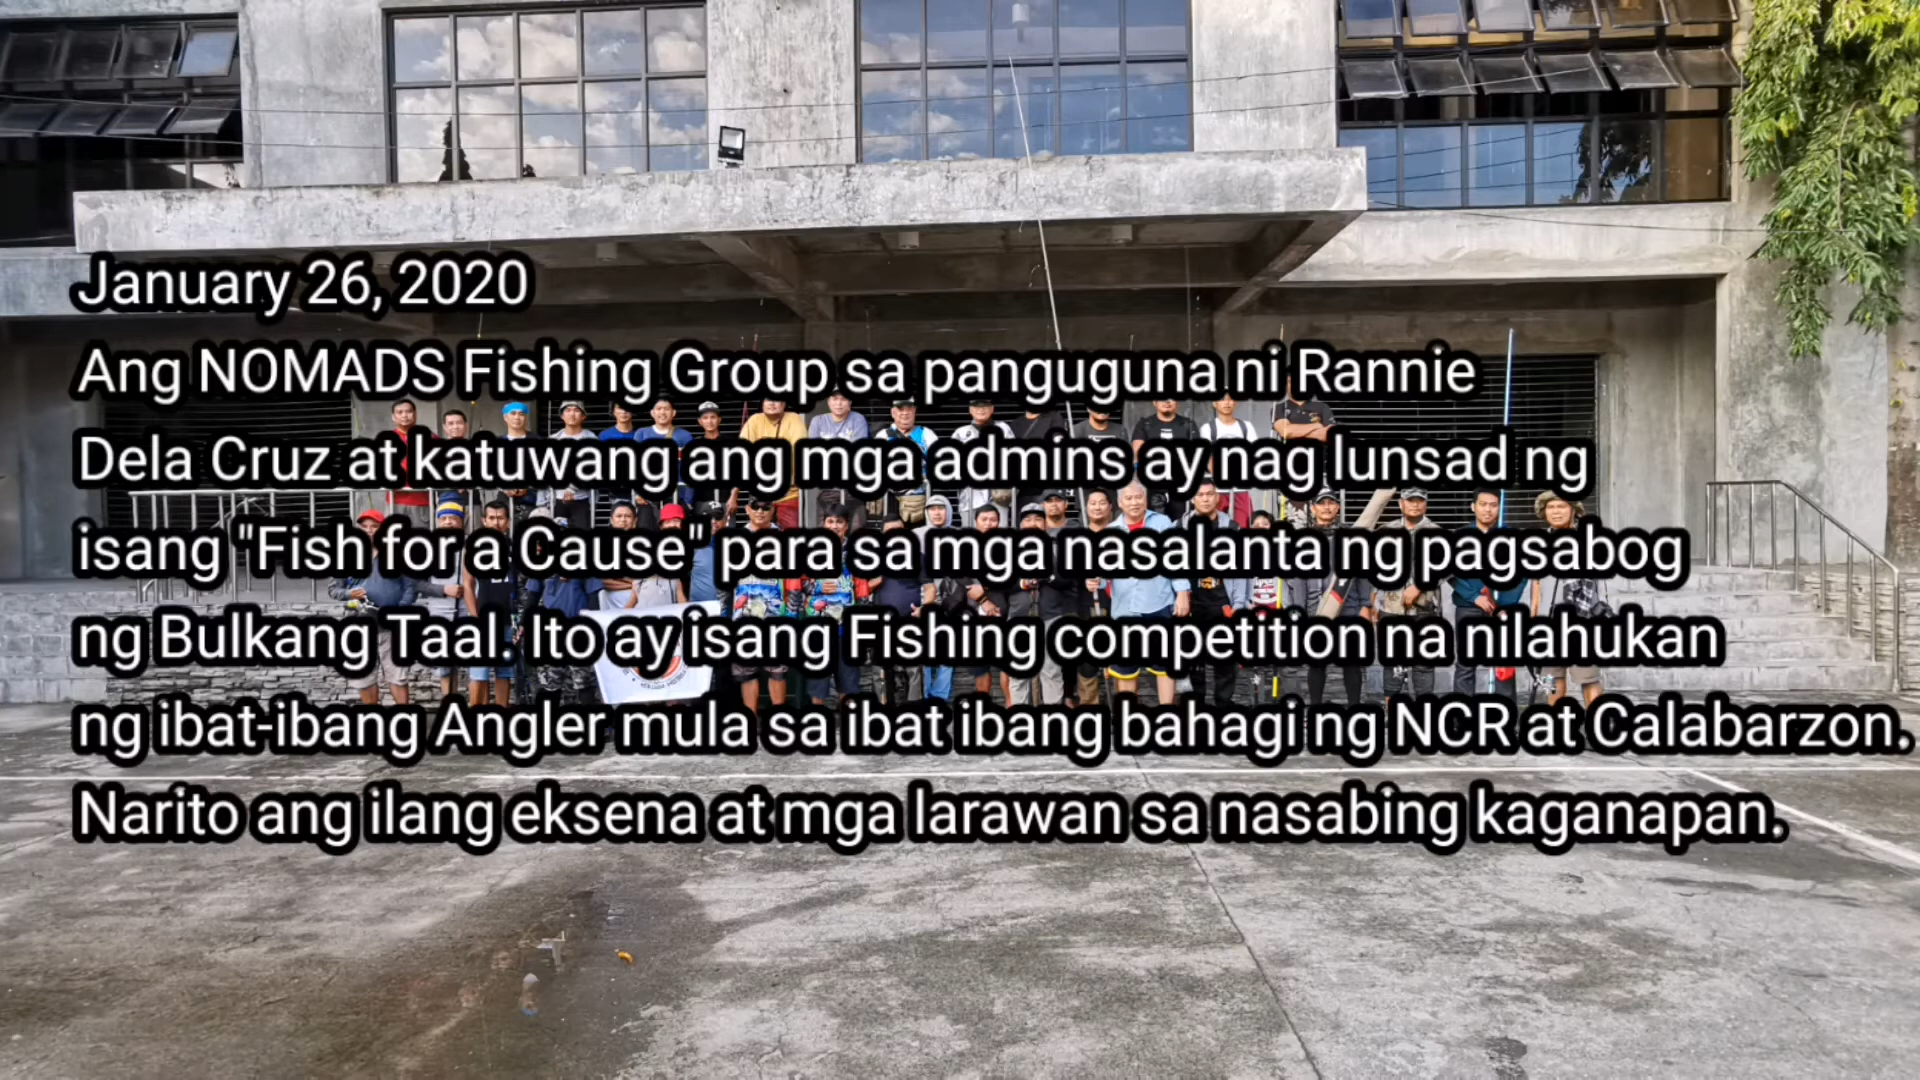 January 26, 2020
Ang NOMADS Fishing Group sa panguguna ni Rannie
Dela Cruz at katuwang ang mga admins ay nag lunsad ng
isang "Fish for a Cause" para sa mga nasalanta ng pagsabog
ng Bulkang Taal. Ito ay isang Fishing competition na nilahukan
ng ibat-ibang Angler mula sa ibat ibang bahagi ng NCR at Calabarzon.
Narito ang ilang eksena at mga larawan sa nasabing kaganapan.